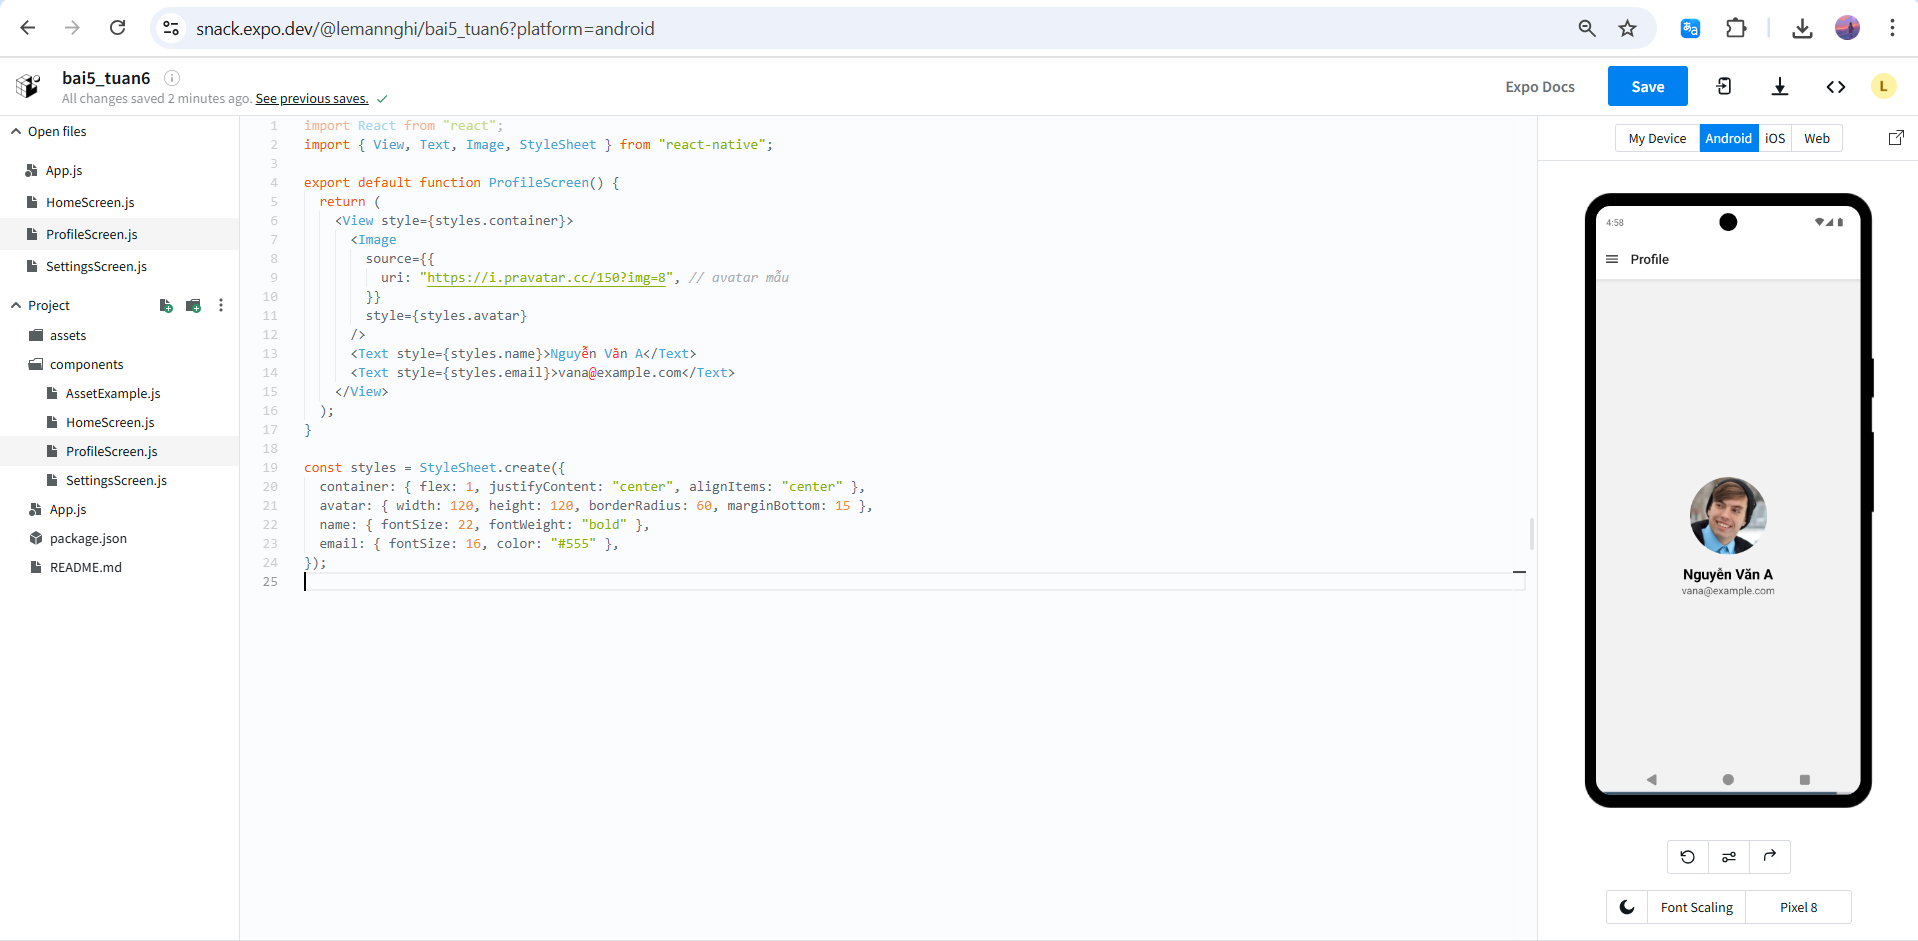 snack.expo.dev/@lemannghi/bai5_tuan6?platform=android
bai5_tuan6
All changes saved 2 minutes ago. See previous saves.
Expo Docs
Save
L
Open files
App.js
HomeScreen.js
ProfileScreen.js
SettingsScreen.js
Project
assets
components
AssetExample.js
HomeScreen.js
ProfileScreen.js
SettingsScreen.js
App.js
package.json
README.md
1 import React from "react";
2 import { View, Text, Image, StyleSheet } from "react-native";
3
4 export default function ProfileScreen() {
5 return (
6 <View style={styles.container}>
7 <Image
8 source={{
9 uri: "https://i.pravatar.cc/150?img=8", // avatar mẫu
10 }}
11 style={styles.avatar}
12 />
13 <Text style={styles.name}>Nguyễn Văn A</Text>
14 <Text style={styles.email}>vana@example.com</Text>
15 </View>
16 );
17 }
18
19 const styles = StyleSheet.create({
20 container: { flex: 1, justifyContent: "center", alignItems: "center" },
21 avatar: { width: 120, height: 120, borderRadius: 60, marginBottom: 15 },
22 name: { fontSize: 22, fontWeight: "bold" },
23 email: { fontSize: 16, color: "#555" },
24 });
25
My Device Android iOS Web
4:58
Profile
Nguyễn Văn A
vana@example.com
Font Scaling
Pixel 8